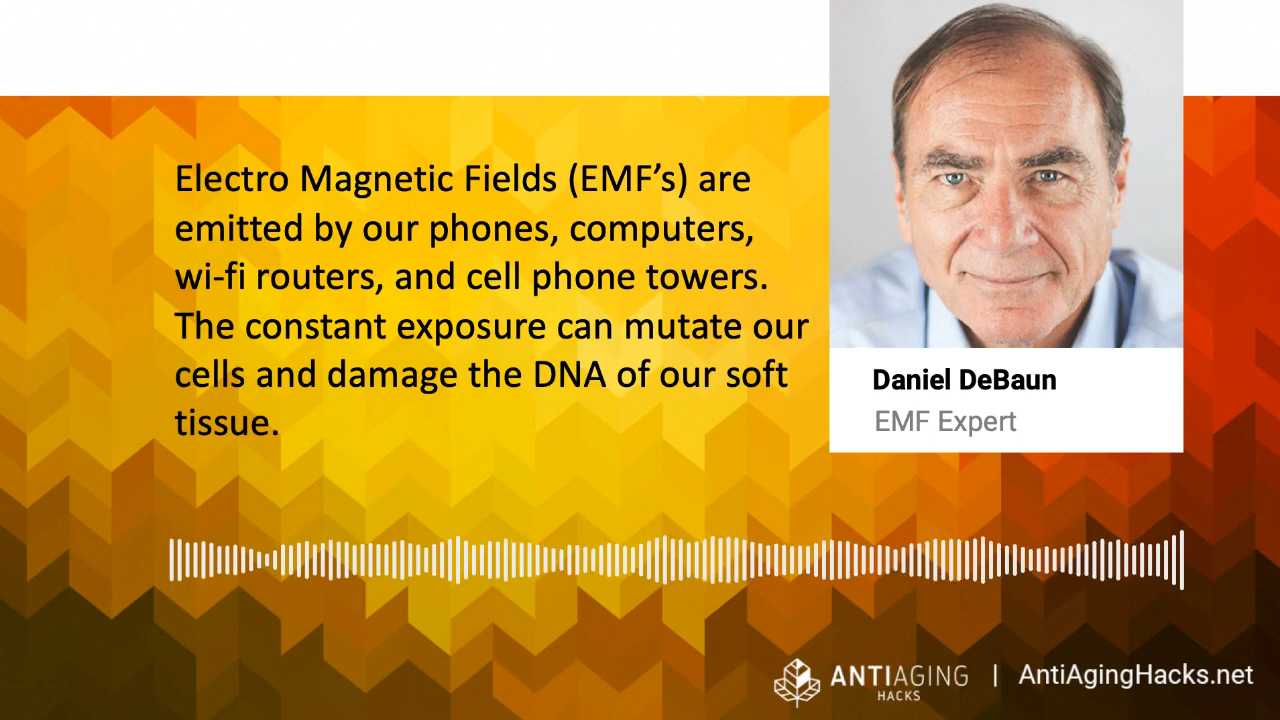 Electro Magnetic Fields (EMF’s) are
emitted by our phones, computers,
wi-fi routers, and cell phone towers.
The constant exposure can mutate our
cells and damage the DNA of our soft
tissue.
Daniel DeBaun
EMF Expert
ANTIAGING
HACKS
| AntiAgingHacks.net